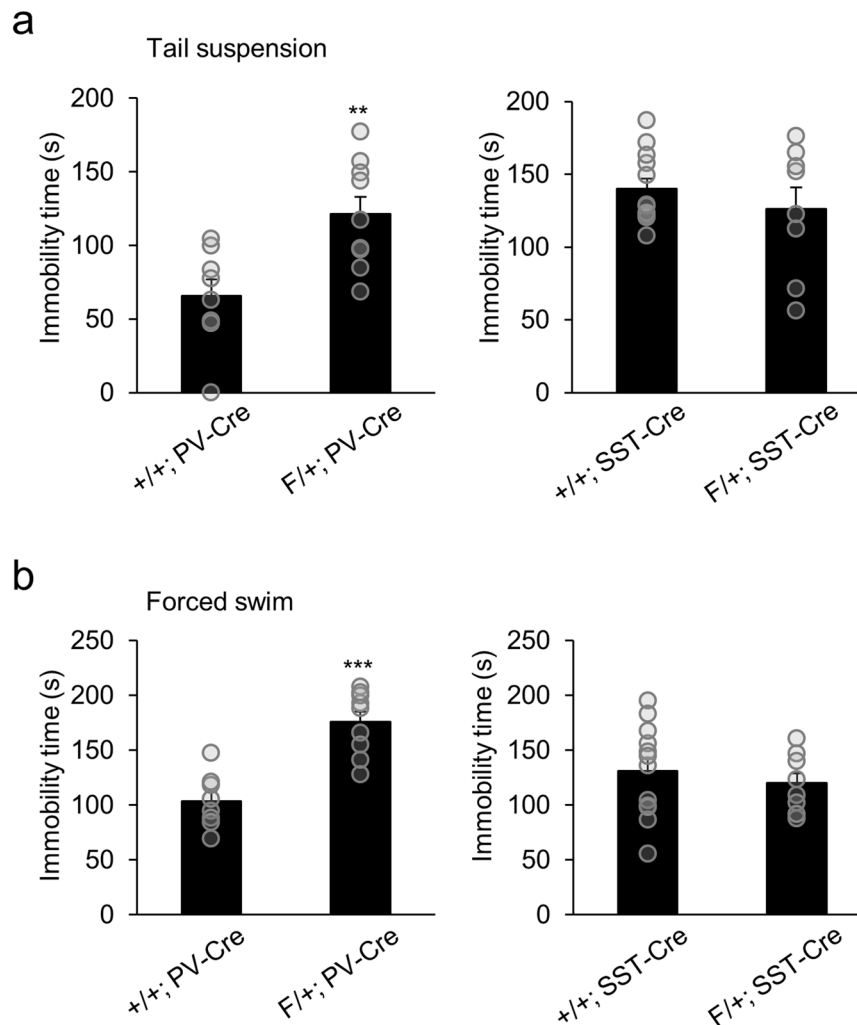 a
Tail suspension
Immobility time (s)
200
150
100
50
0
**
+/+; PV-Cre
F/+; PV-Cre
Immobility time (s)
200
150
100
50
0
+/+; SST-Cre
F/+; SST-Cre
b
Forced swim
Immobility time (s)
250
200
150
100
50
0
***
+/+; PV-Cre
F/+; PV-Cre
Immobility time (s)
250
200
150
100
50
0
+/+; SST-Cre
F/+; SST-Cre